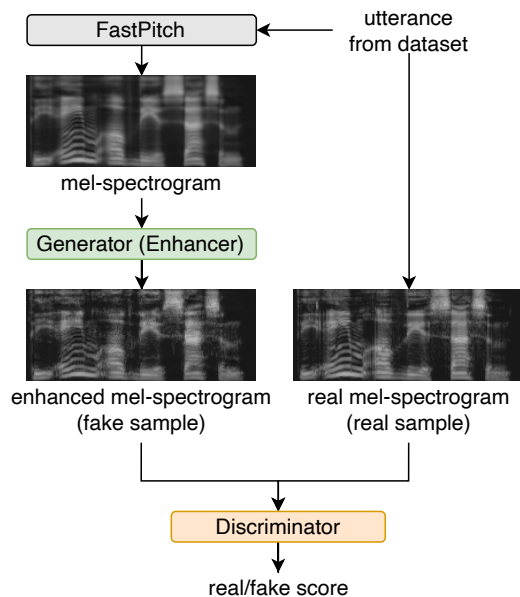 FastPitch
utterance
from dataset
mel-spectrogram
Generator (Enhancer)
enhanced mel-spectrogram
(fake sample)
real mel-spectrogram
(real sample)
Discriminator
real/fake score